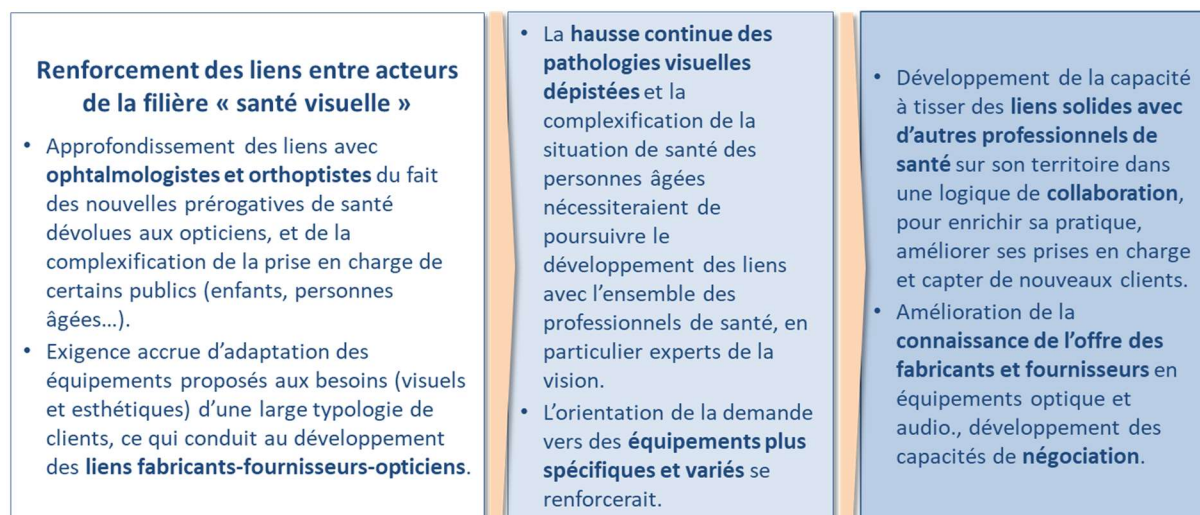 Renforcement des liens entre acteurs
de la filière « santé visuelle »
• Approfondissement des liens avec
ophtalmologistes et orthoptistes du fait
des nouvelles prérogatives de santé
dévolues aux opticiens, et de la
complexification de la prise en charge de
certains publics (enfants, personnes
âgées…).
• Exigence accrue d’adaptation des
équipements proposés aux besoins (visuels
et esthétiques) d’une large typologie de
clients, ce qui conduit au développement
des liens fabricants-fournisseurs-opticiens.
• La hausse continue des
pathologies visuelles
dépistées et la
complexification de la
situation de santé des
personnes âgées
nécessiteraient de
poursuivre le
développement des liens
avec l’ensemble des
professionnels de santé, en
particulier experts de la
vision.
• L’orientation de la demande
vers des équipements plus
spécifiques et variés se
renforcerait.
• Développement de la capacité
à tisser des liens solides avec
d’autres professionnels de
santé sur son territoire dans
une logique de collaboration,
pour enrichir sa pratique,
améliorer ses prises en charge
et capter de nouveaux clients.
• Amélioration de la
connaissance de l’offre des
fabricants et fournisseurs en
équipements optique et
audio., développement des
capacités de négociation.